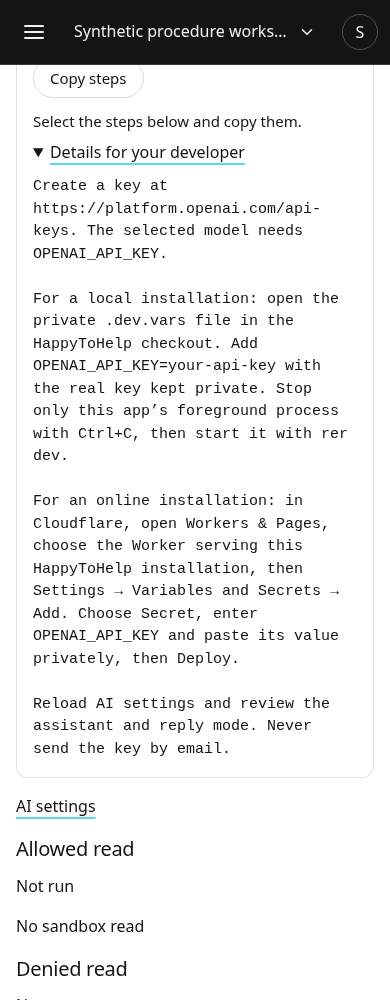 Synthetic procedure works...
S
Copy steps
Select the steps below and copy them.
▼ Details for your developer
Create a key at
https://platform.openai.com/api-
keys. The selected model needs
OPENAI_API_KEY.
For a local installation: open the
private .dev.vars file in the
HappyToHelp checkout. Add
OPENAI_API_KEY=your-api-key with
the real key kept private. Stop
only this app’s foreground process
with Ctrl+C, then start it with rer
dev.
For an online installation: in
Cloudflare, open Workers & Pages,
choose the Worker serving this
HappyToHelp installation, then
Settings → Variables and Secrets →
Add. Choose Secret, enter
OPENAI_API_KEY and paste its value
privately, then Deploy.
Reload AI settings and review the
assistant and reply mode. Never
send the key by email.
AI settings
Allowed read
Not run
No sandbox read
Denied read